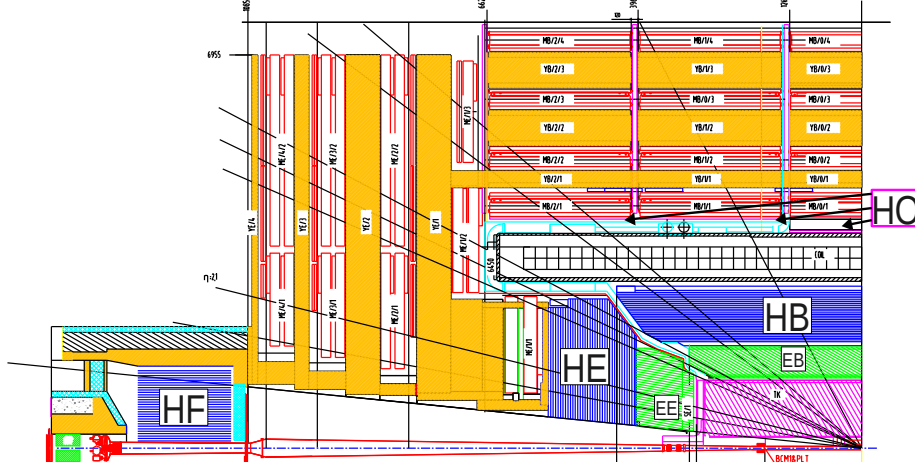 6955
MB/2/4
MB/1/4
MB/0/4
YB/2/3
YB/1/3
YB/0/3
MB/2/3
MB/1/3
MB/0/3
YB/2/2
YB/1/2
YB/0/2
MB/2/2
MB/1/2
MB/0/2
YB/2/1
YB/1/1
YB/0/1
MB/2/1
MB/1/1
MB/0/1
HO
ME/1/3
ME/4/2
ME/3/2
ME/2/2
YE/4
YE/3
YE/2
YE/1
ME/1/2
COIL
ME/4/1
ME/3/1
ME/2/1
ME/1/1
HB
HE
EB
HF
EE
SE/1
TK
BCM1&PLT